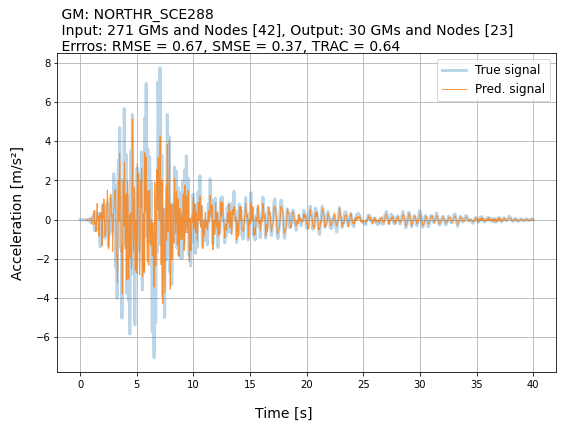 GM: NORTHR_SCE288
Input: 271 GMs and Nodes [42], Output: 30 GMs and Nodes [23]
Erros: RMSE = 0.67, SMSE = 0.37, TRAC = 0.64
True signal
Pred. signal
8
6
4
2
0
−2
−4
−6
Acceleration [m/s²]
0 5 10 15 20 25 30 35 40
Time [s]